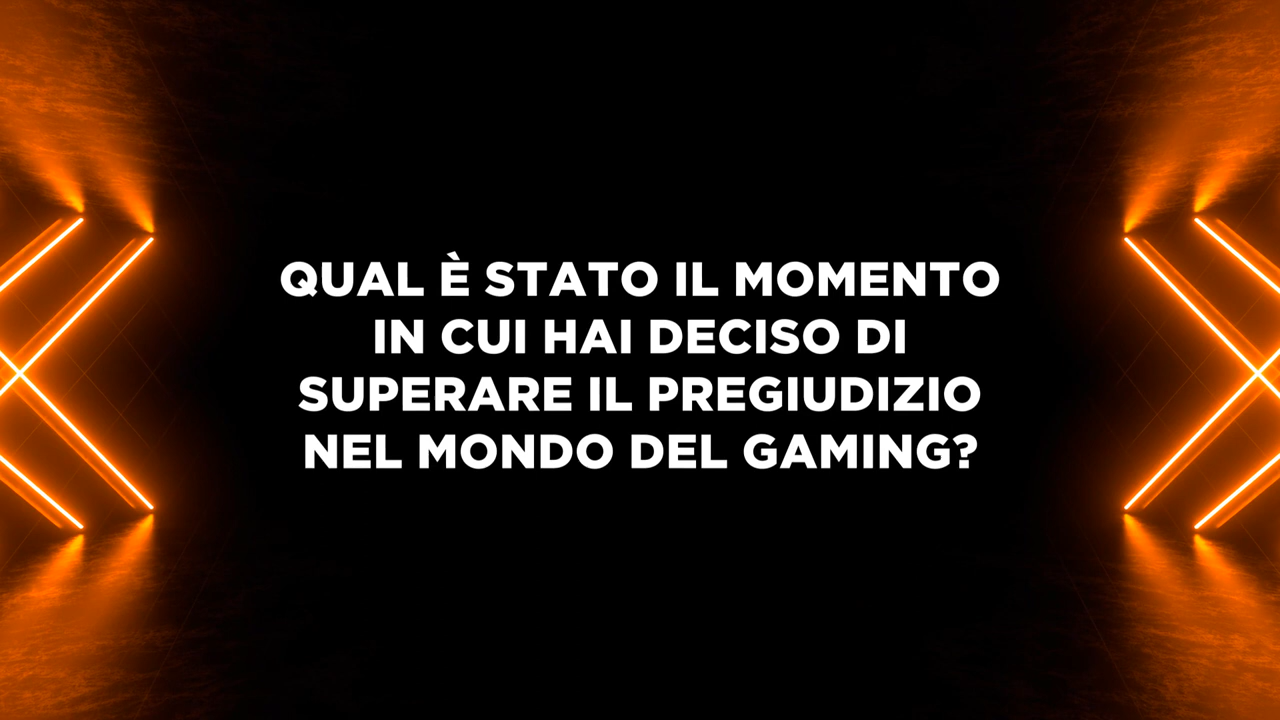 QUAL È STATO IL MOMENTO
IN CUI HAI DECISO DI
SUPERARE IL PREGIUDIZIO
NEL MONDO DEL GAMING?